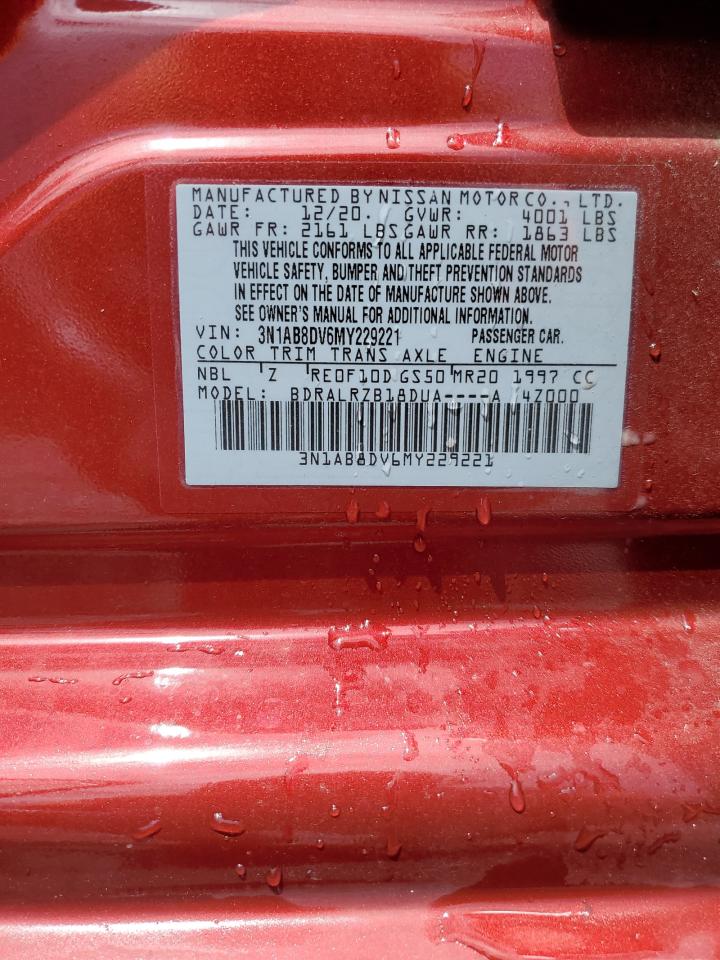 MANUFACTURED BY NISSAN MOTOR CO., LTD.
DATE: 12/20. GVWR: 4001 LBS
GAWR FR: 2161 LBS GAWR RR: 1863 LBS
THIS VEHICLE CONFORMS TO ALL APPLICABLE FEDERAL MOTOR
VEHICLE SAFETY, BUMPER AND THEFT PREVENTION STANDARDS
IN EFFECT ON THE DATE OF MANUFACTURE SHOWN ABOVE.
SEE OWNER'S MANUAL FOR ADDITIONAL INFORMATION.
VIN: 3N1AB8DV6MY229221 PASSENGER CAR.
COLOR TRIM TRANS AXLE ENGINE
NBL Z RE0F10D GS50 MR20 1997 CC
MODEL: BDRALRZB18DUA----A 4Z000
3N1AB8DV6MY229221